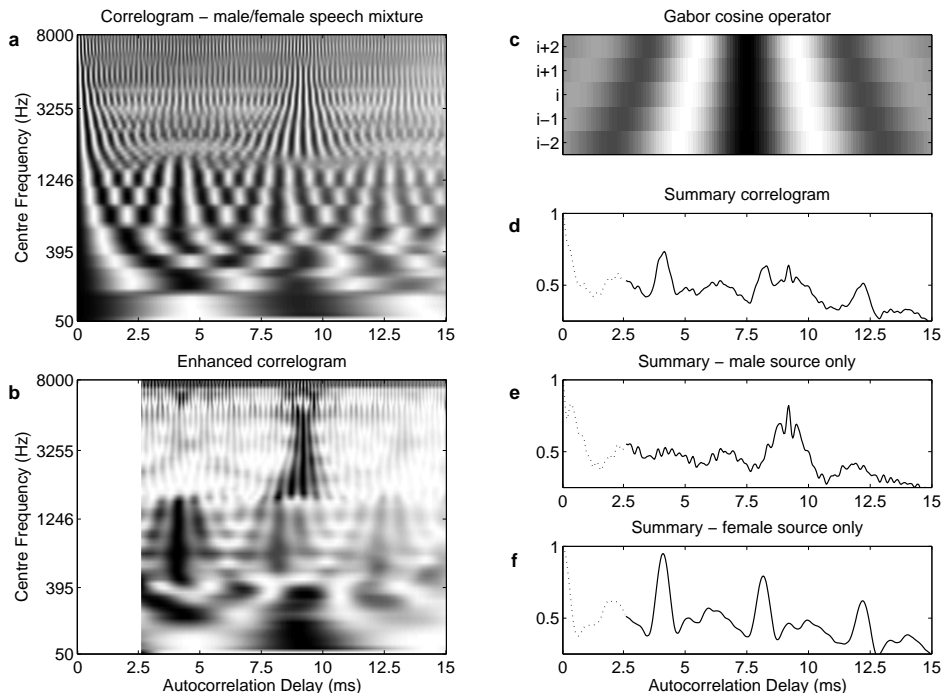 Correlogram – male/female speech mixture
a
8000
3255
1246
395
50
Centre Frequency (Hz)
0 2.5 5 7.5 10 12.5 15
Enhanced correlogram
b
8000
3255
1246
395
50
Centre Frequency (Hz)
0 2.5 5 7.5 10 12.5 15
Autocorrelation Delay (ms)
Gabor cosine operator
c
i+2
i+1
i
i−1
i−2
Summary correlogram
d
1
0.5
0 2.5 5 7.5 10 12.5 15
Summary – male source only
e
1
0.5
0 2.5 5 7.5 10 12.5 15
Summary – female source only
f
1
0.5
0 2.5 5 7.5 10 12.5 15
Autocorrelation Delay (ms)